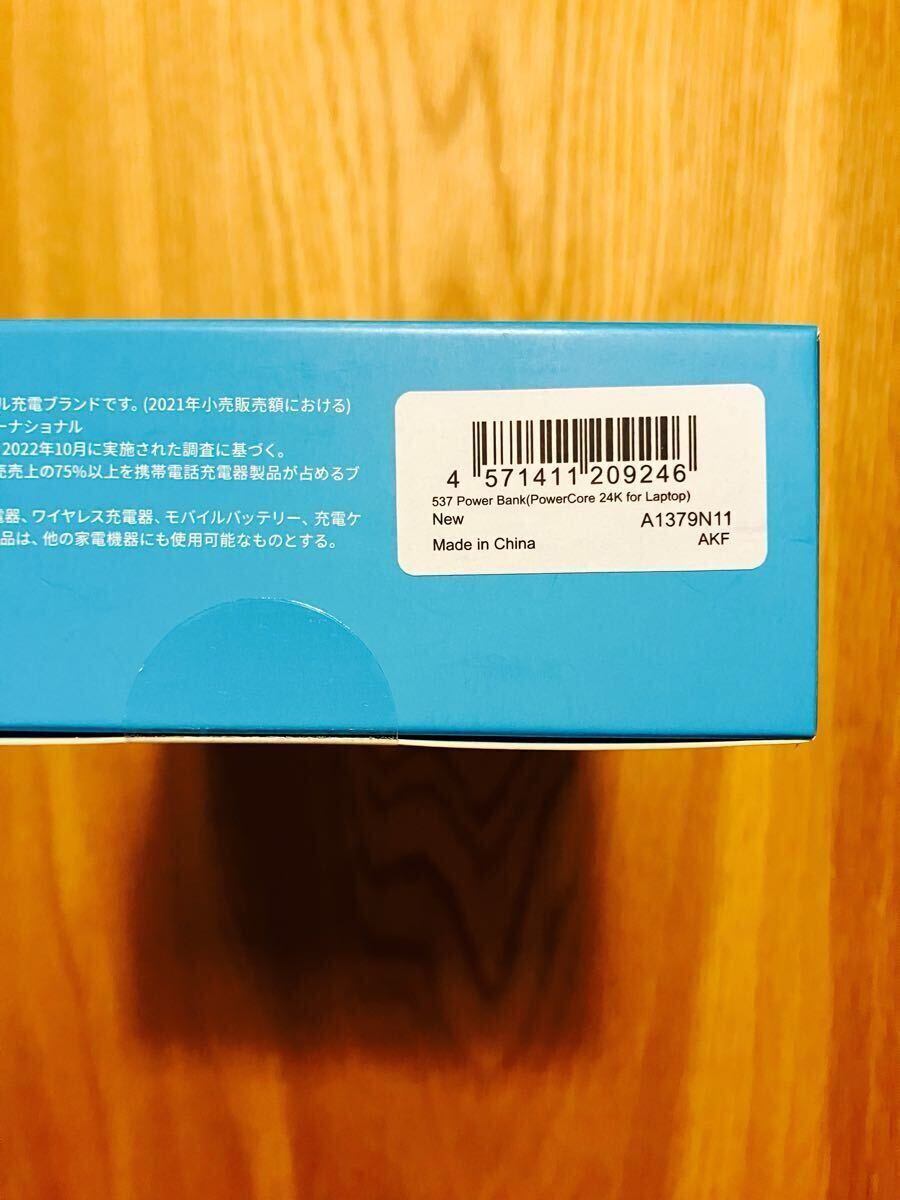 ル充電ブランドです。(2021年小売販売額における)
ーナショナル
2022年10月に実施された調査に基づく。
売売上の75%以上を携帯電話充電器製品が占めるブ
電器、ワイヤレス充電器、モバイルバッテリー、充電ケ
品は、他の家電機器にも使用可能なものとする。
4 571411 209246
537 Power Bank(PowerCore 24K for Laptop)
New A1379N11
Made in China AKF